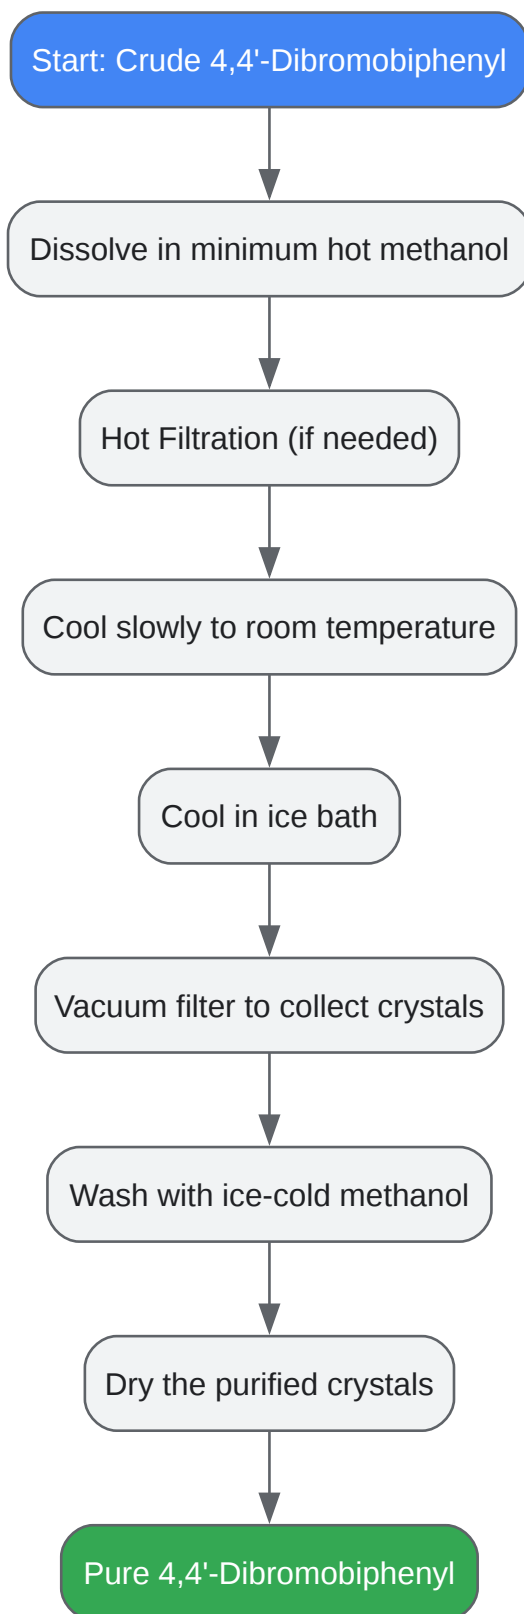 Start: Crude 4,4'-Dibromobiphenyl
Dissolve in minimum hot methanol
Hot Filtration (if needed)
Cool slowly to room temperature
Cool in ice bath
Vacuum filter to collect crystals
Wash with ice-cold methanol
Dry the purified crystals
Pure 4,4'-Dibromobiphenyl